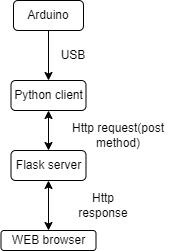 Arduino
USB
Python client
Http request(post
method)
Flask server
Http
response
WEB browser